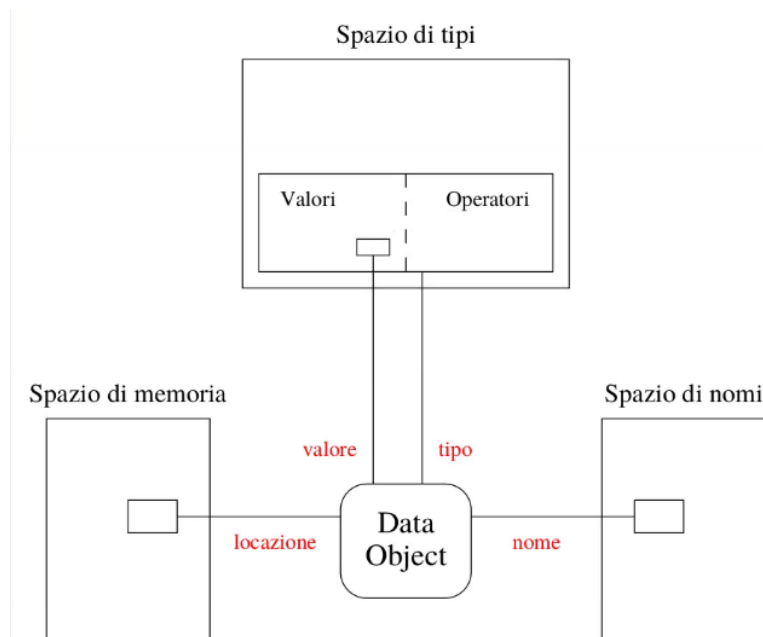 Spazio di tipi
Valori
Operatori
Spazio di memoria
Spazio di nomi
valore
tipo
locazione
Data
Object
nome